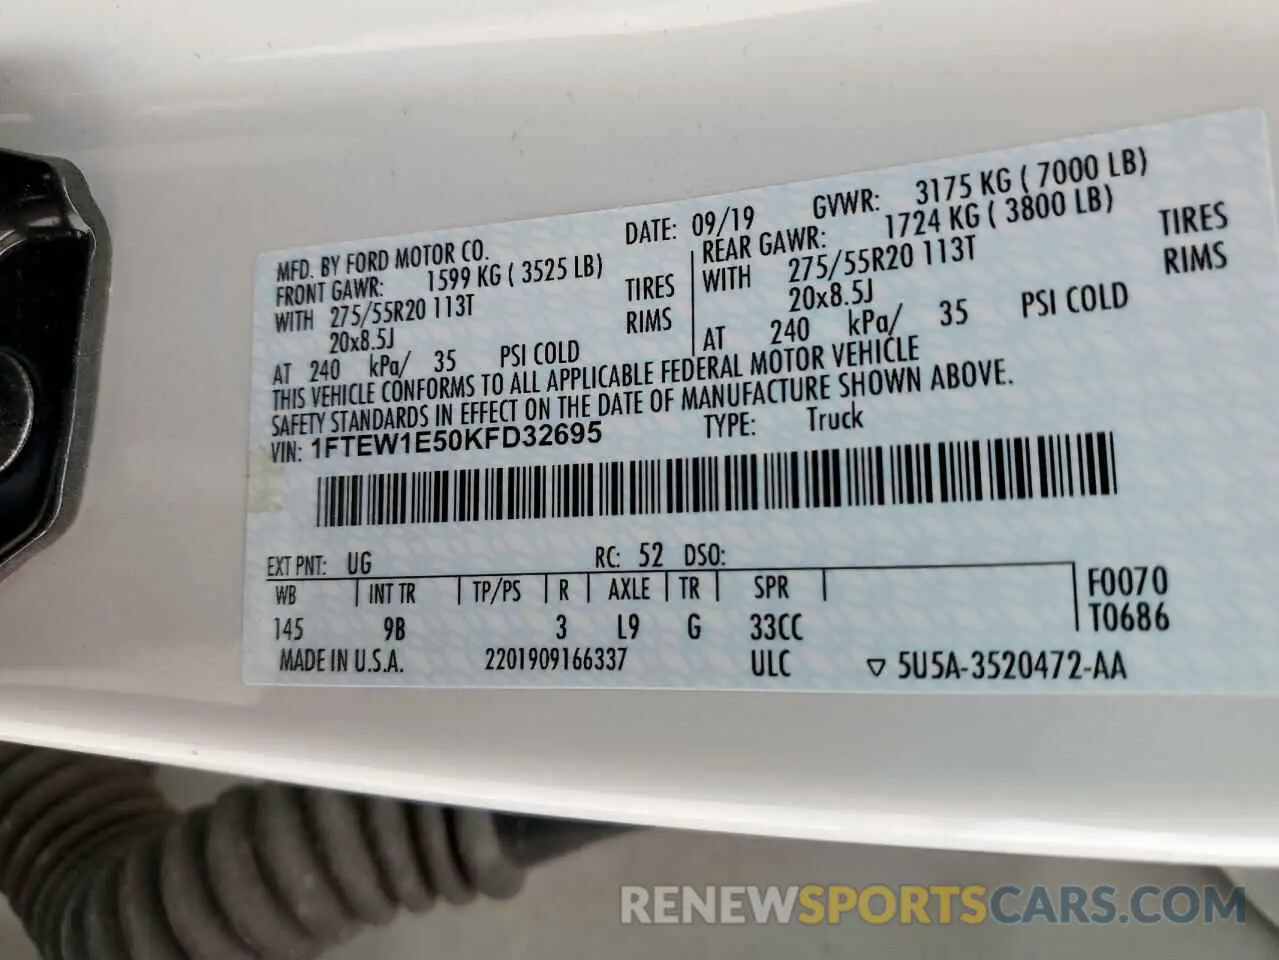 MFD. BY FORD MOTOR CO. DATE: 09/19 GVWR: 3175 KG ( 7000 LB)
FRONT GAWR: 1599 KG ( 3525 LB) REAR GAWR: 1724 KG ( 3800 LB)
WITH 275/55R20 113T TIRES WITH 275/55R20 113T TIRES
20x8.5J RIMS 20x8.5J RIMS
AT 240 kPa/ 35 PSI COLD AT 240 kPa/ 35 PSI COLD
THIS VEHICLE CONFORMS TO ALL APPLICABLE FEDERAL MOTOR VEHICLE
SAFETY STANDARDS IN EFFECT ON THE DATE OF MANUFACTURE SHOWN ABOVE.
VIN: 1FTEW1E50KFD32695 TYPE: Truck
EXT PNT: UG RC: 52 DSO:
WB INT TR TP/PS R AXLE TR SPR F0070
145 9B 3 L9 G 33CC T0686
MADE IN U.S.A. 2201909166337 ULC ▽ 5U5A-3520472-AA
RENEWSPORTSCARS.COM